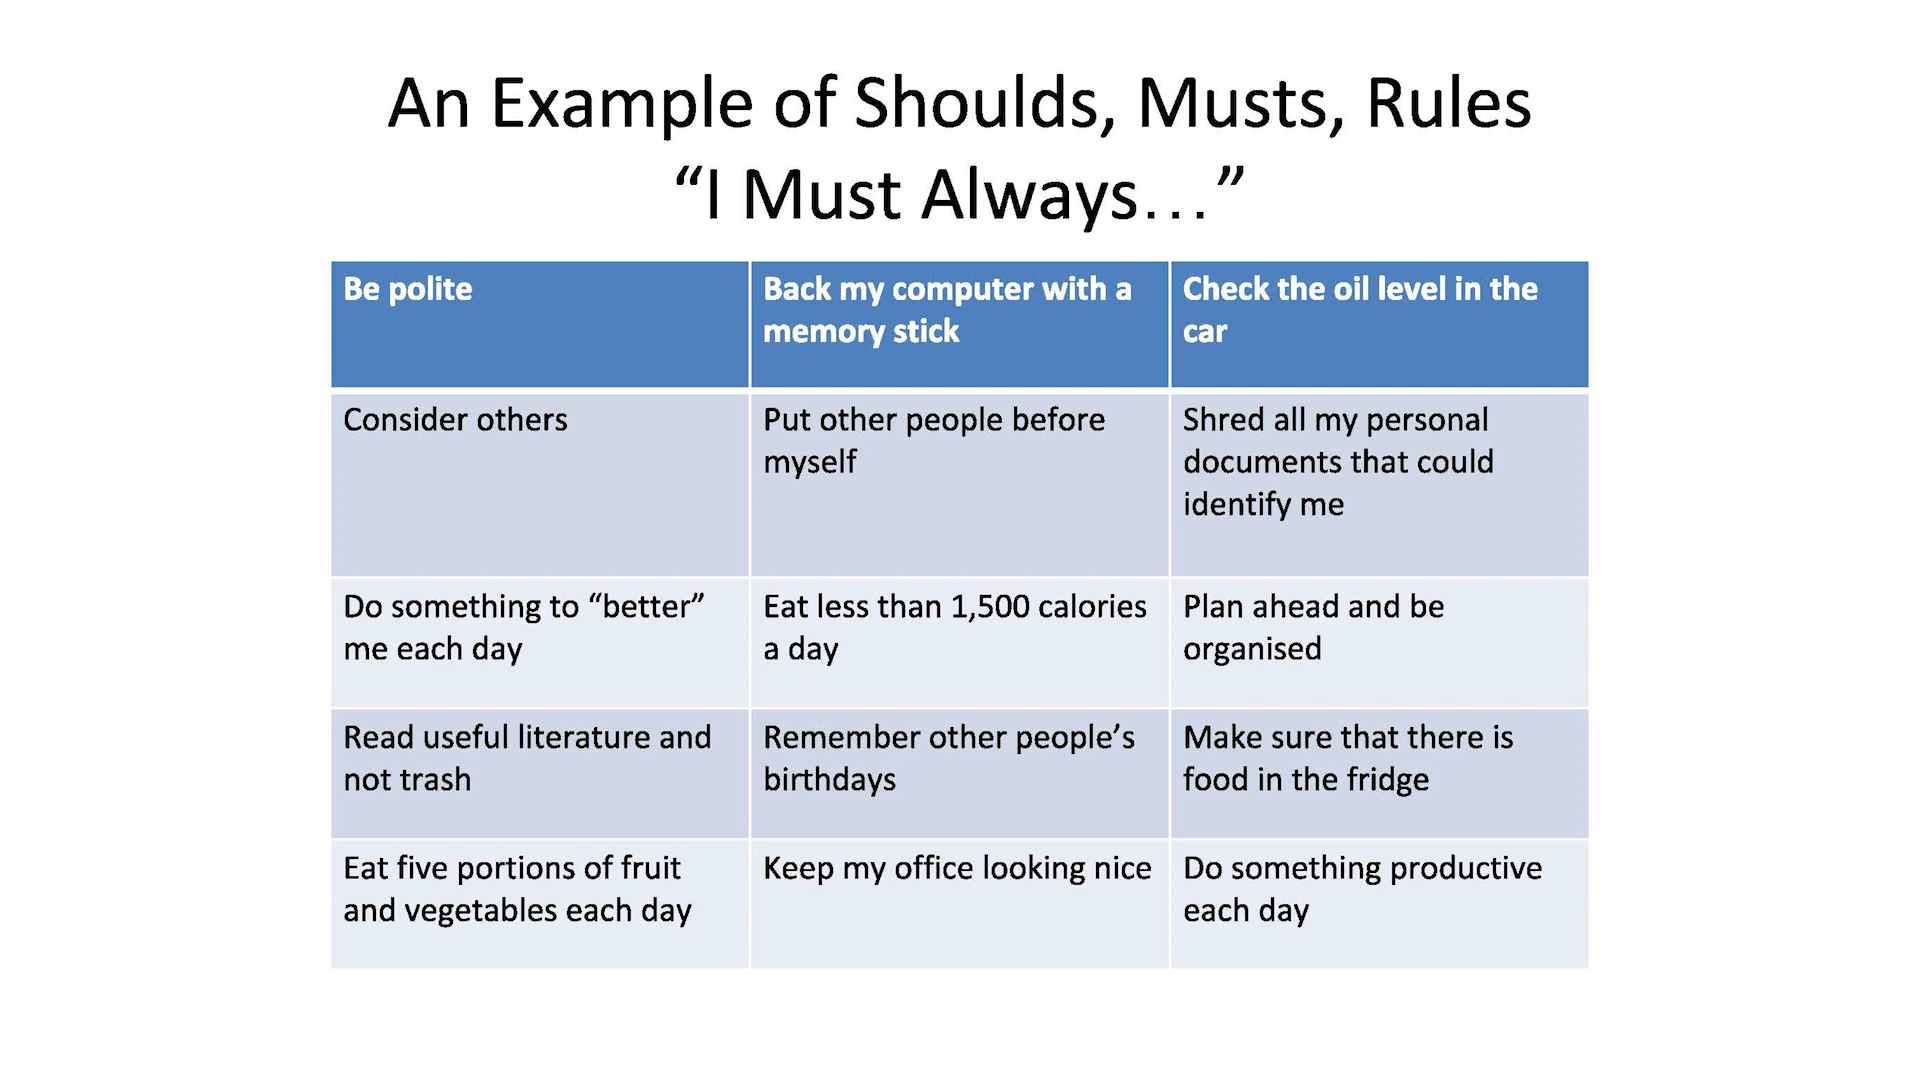 An Example of Shoulds, Musts, Rules
“I Must Always…”
Be polite
Back my computer with a
memory stick
Check the oil level in the
car
Consider others
Put other people before
myself
Shred all my personal
documents that could
identify me
Do something to “better”
me each day
Eat less than 1,500 calories
a day
Plan ahead and be
organised
Read useful literature and
not trash
Remember other people’s
birthdays
Make sure that there is
food in the fridge
Eat five portions of fruit
and vegetables each day
Keep my office looking nice
Do something productive
each day